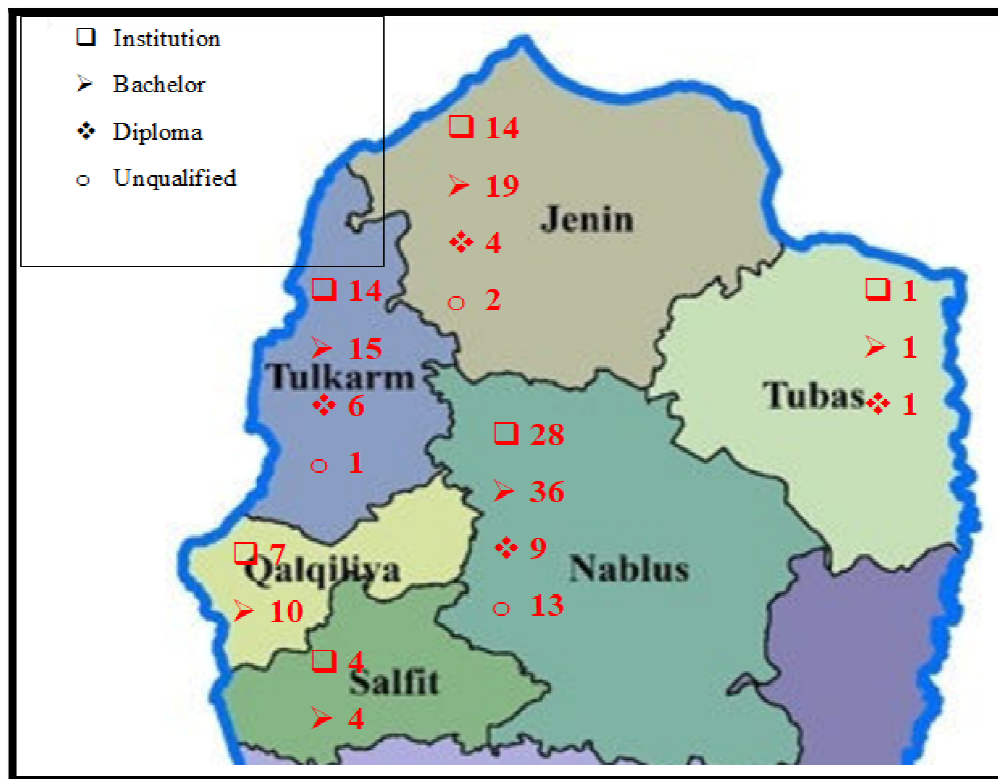 ❑ Institution
➢ Bachelor
❖ Diploma
○ Unqualified
❑ 14
➢ 19
Jenin
❖ 4
○ 2
❑ 14
➢ 15
Tulkarm
❖ 6
○ 1
❑ 1
➢ 1
Tubas
❖ 1
❑ 28
➢ 36
❖ 9
Nablus
○ 13
❑ 7
Qalqiliya
➢ 10
❑ 4
Salfit
➢ 4